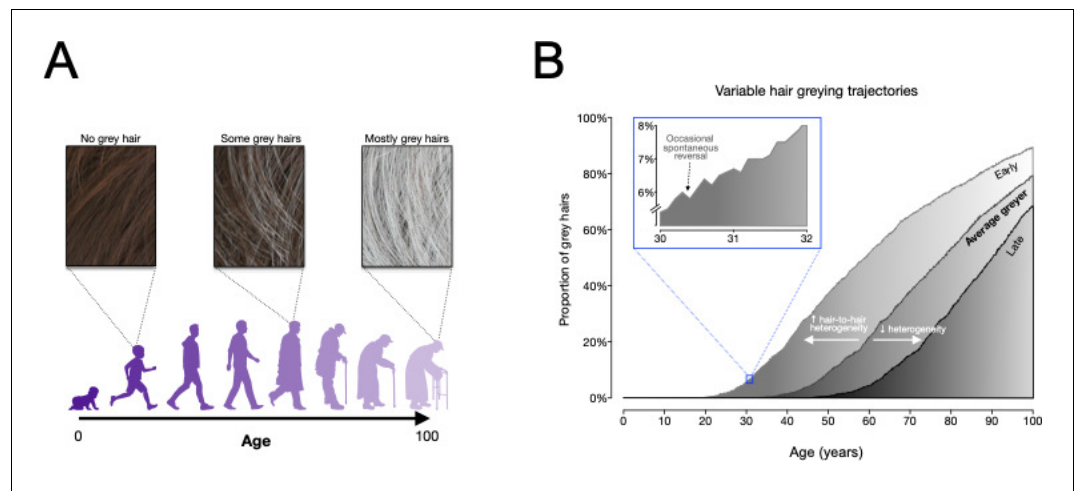 A
No grey hair
Some grey hairs
Mostly grey hairs
0
100
Age
B
Variable hair greying trajectories
Proportion of grey hairs
100%
80%
60%
40%
20%
0%
8%
7%
6%
Occasional
spontaneous
reversal
30
31
32
Early
Average greyer
Late
↑ hair-to-hair
heterogeneity
↓ heterogeneity
0
10
20
30
40
50
60
70
80
90
100
Age (years)